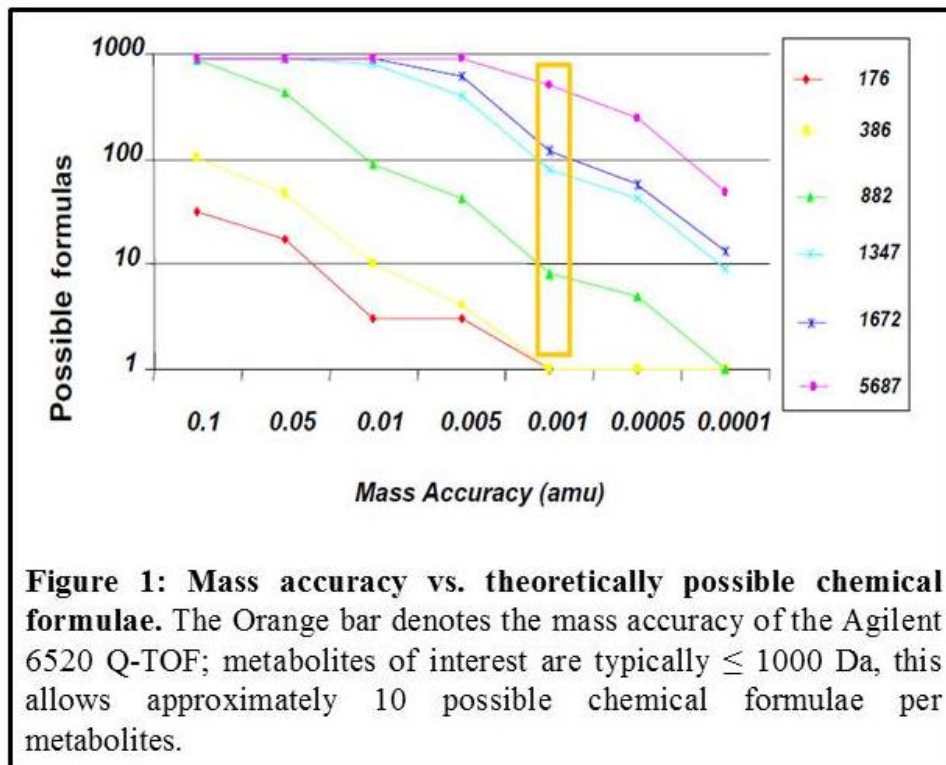 1000
100
10
1
Possible formulas
0.1 0.05 0.01 0.005 0.001 0.0005 0.0001
Mass Accuracy (amu)
176
386
882
1347
1672
5687
Figure 1: Mass accuracy vs. theoretically possible chemical
formulae. The Orange bar denotes the mass accuracy of the Agilent
6520 Q-TOF; metabolites of interest are typically ≤ 1000 Da, this
allows approximately 10 possible chemical formulae per
metabolites.